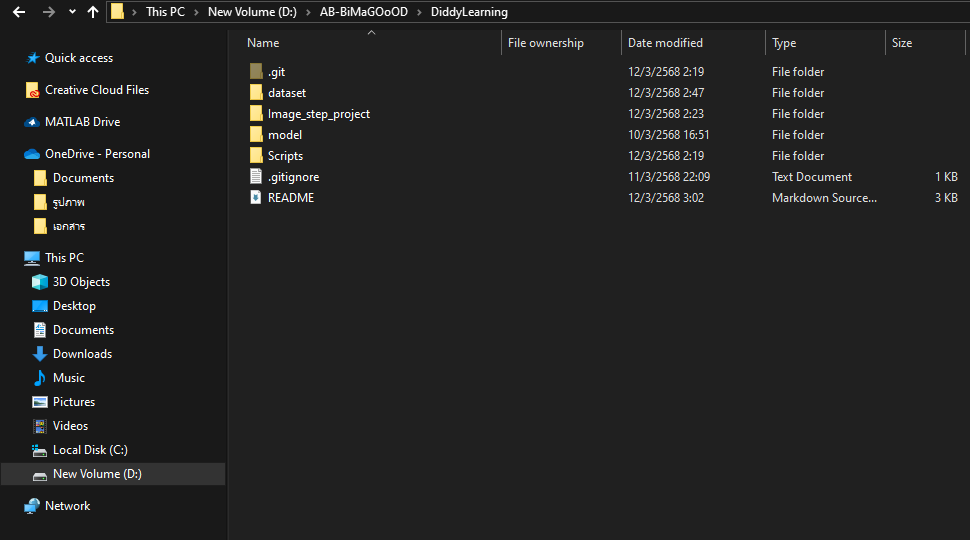 This PC > New Volume (D:) > AB-BiMaGOoOD > DiddyLearning
Quick access
Creative Cloud Files
MATLAB Drive
OneDrive - Personal
Documents
รูปภาพ
เอกสาร
This PC
3D Objects
Desktop
Documents
Downloads
Music
Pictures
Videos
Local Disk (C:)
New Volume (D:)
Network
Name File ownership Date modified Type Size
.git 12/3/2568 2:19 File folder
dataset 12/3/2568 2:47 File folder
Image_step_project 12/3/2568 2:23 File folder
model 10/3/2568 16:51 File folder
Scripts 12/3/2568 2:19 File folder
.gitignore 11/3/2568 22:09 Text Document 1 KB
README 12/3/2568 3:02 Markdown Source... 3 KB